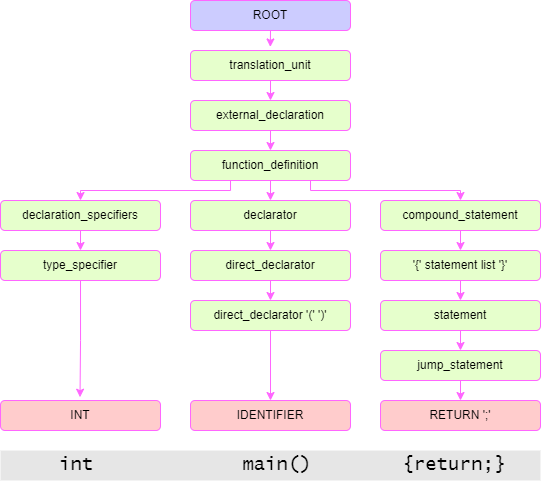 ROOT
translation_unit
external_declaration
function_definition
declaration_specifiers
declarator
compound_statement
type_specifier
direct_declarator
'{' statement list '}'
direct_declarator '(' ')'
statement
jump_statement
INT
IDENTIFIER
RETURN ';'
int
main()
{return;}